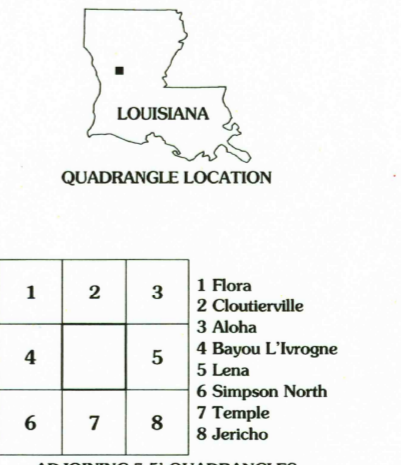 LOUISIANA
QUADRANGLE LOCATION
1 2 3
4 5
6 7 8
1 Flora
2 Cloutierville
3 Aloha
4 Bayou L'Ivrogne
5 Lena
6 Simpson North
7 Temple
8 Jericho
ADJOINING 7.5' QUADRANGLES